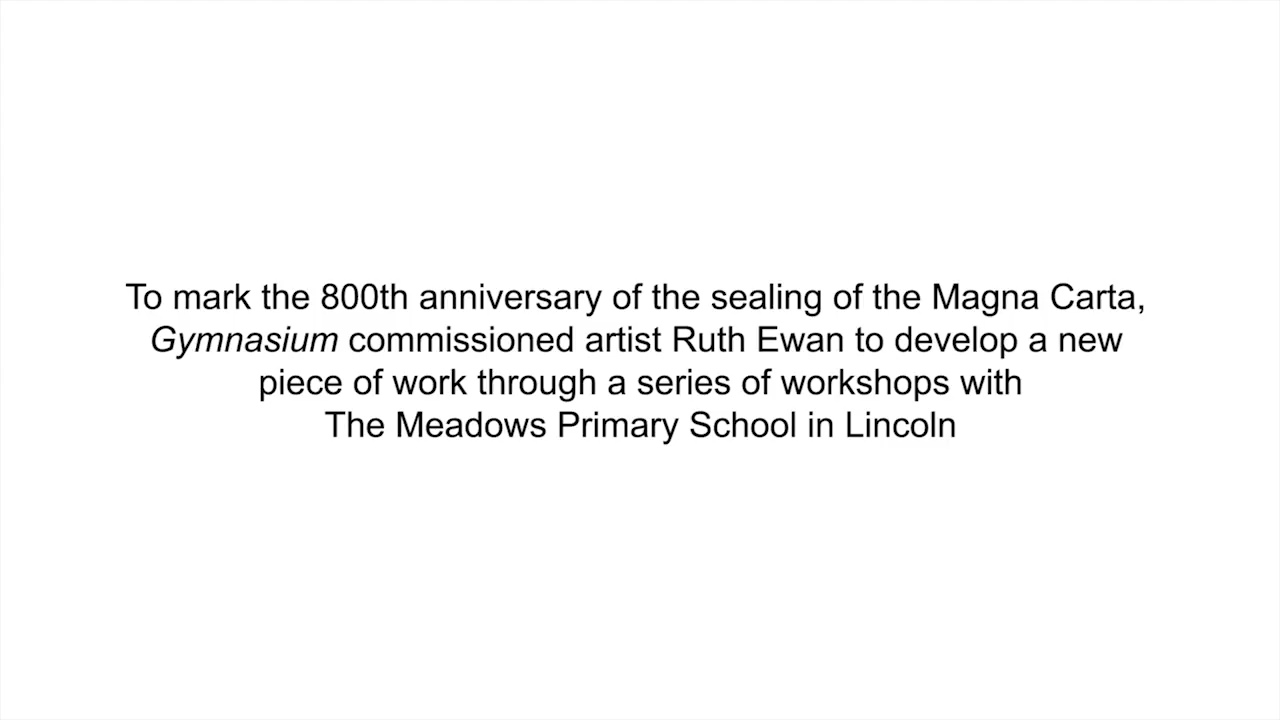 To mark the 800th anniversary of the sealing of the Magna Carta,
Gymnasium commissioned artist Ruth Ewan to develop a new
piece of work through a series of workshops with
The Meadows Primary School in Lincoln